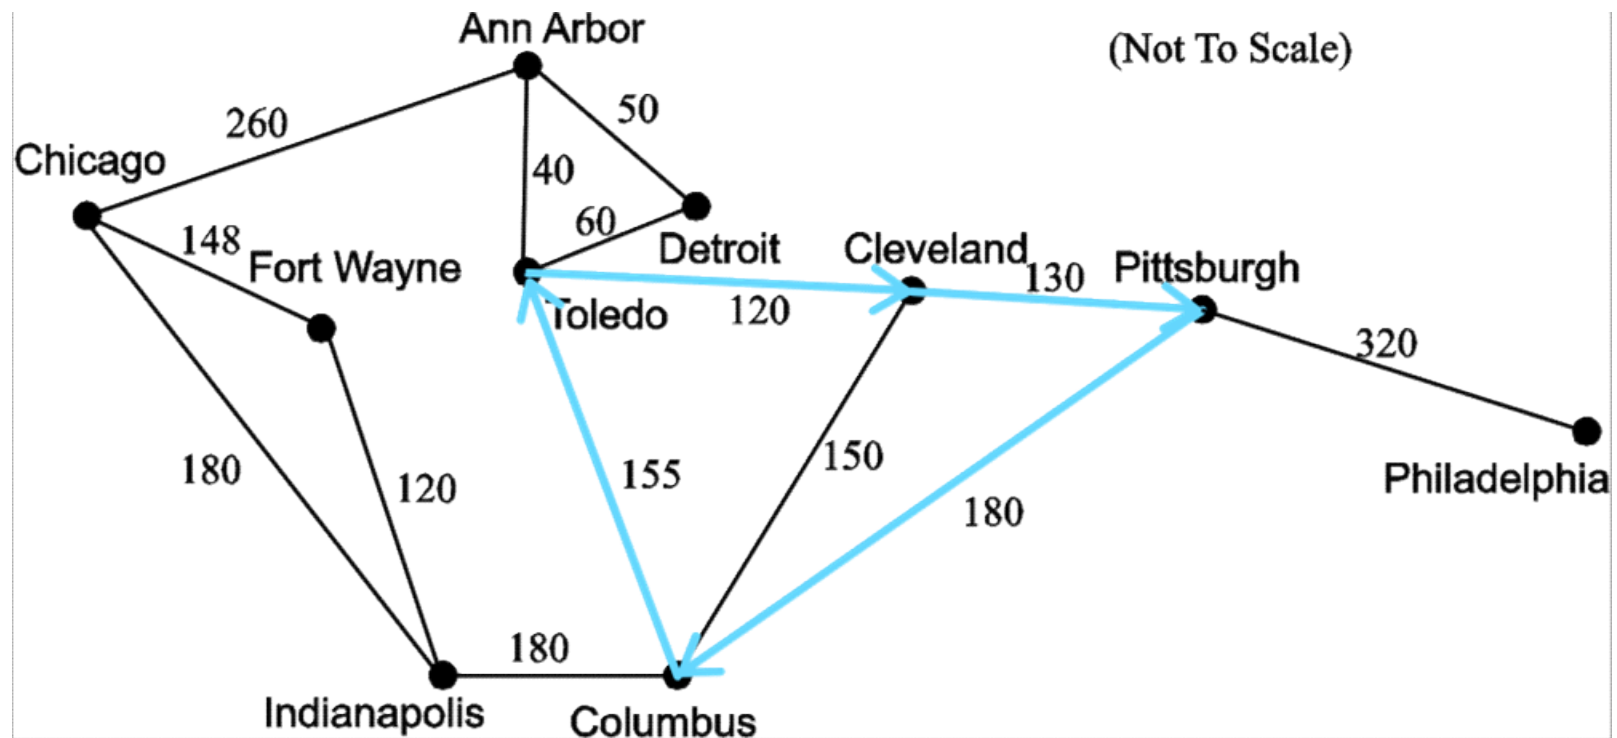 Ann Arbor
(Not To Scale)
260
50
Chicago
40
148
60
Fort Wayne
Detroit
Cleveland
130
Pittsburgh
Toledo
120
320
180
120
155
150
180
Philadelphia
180
Indianapolis
Columbus